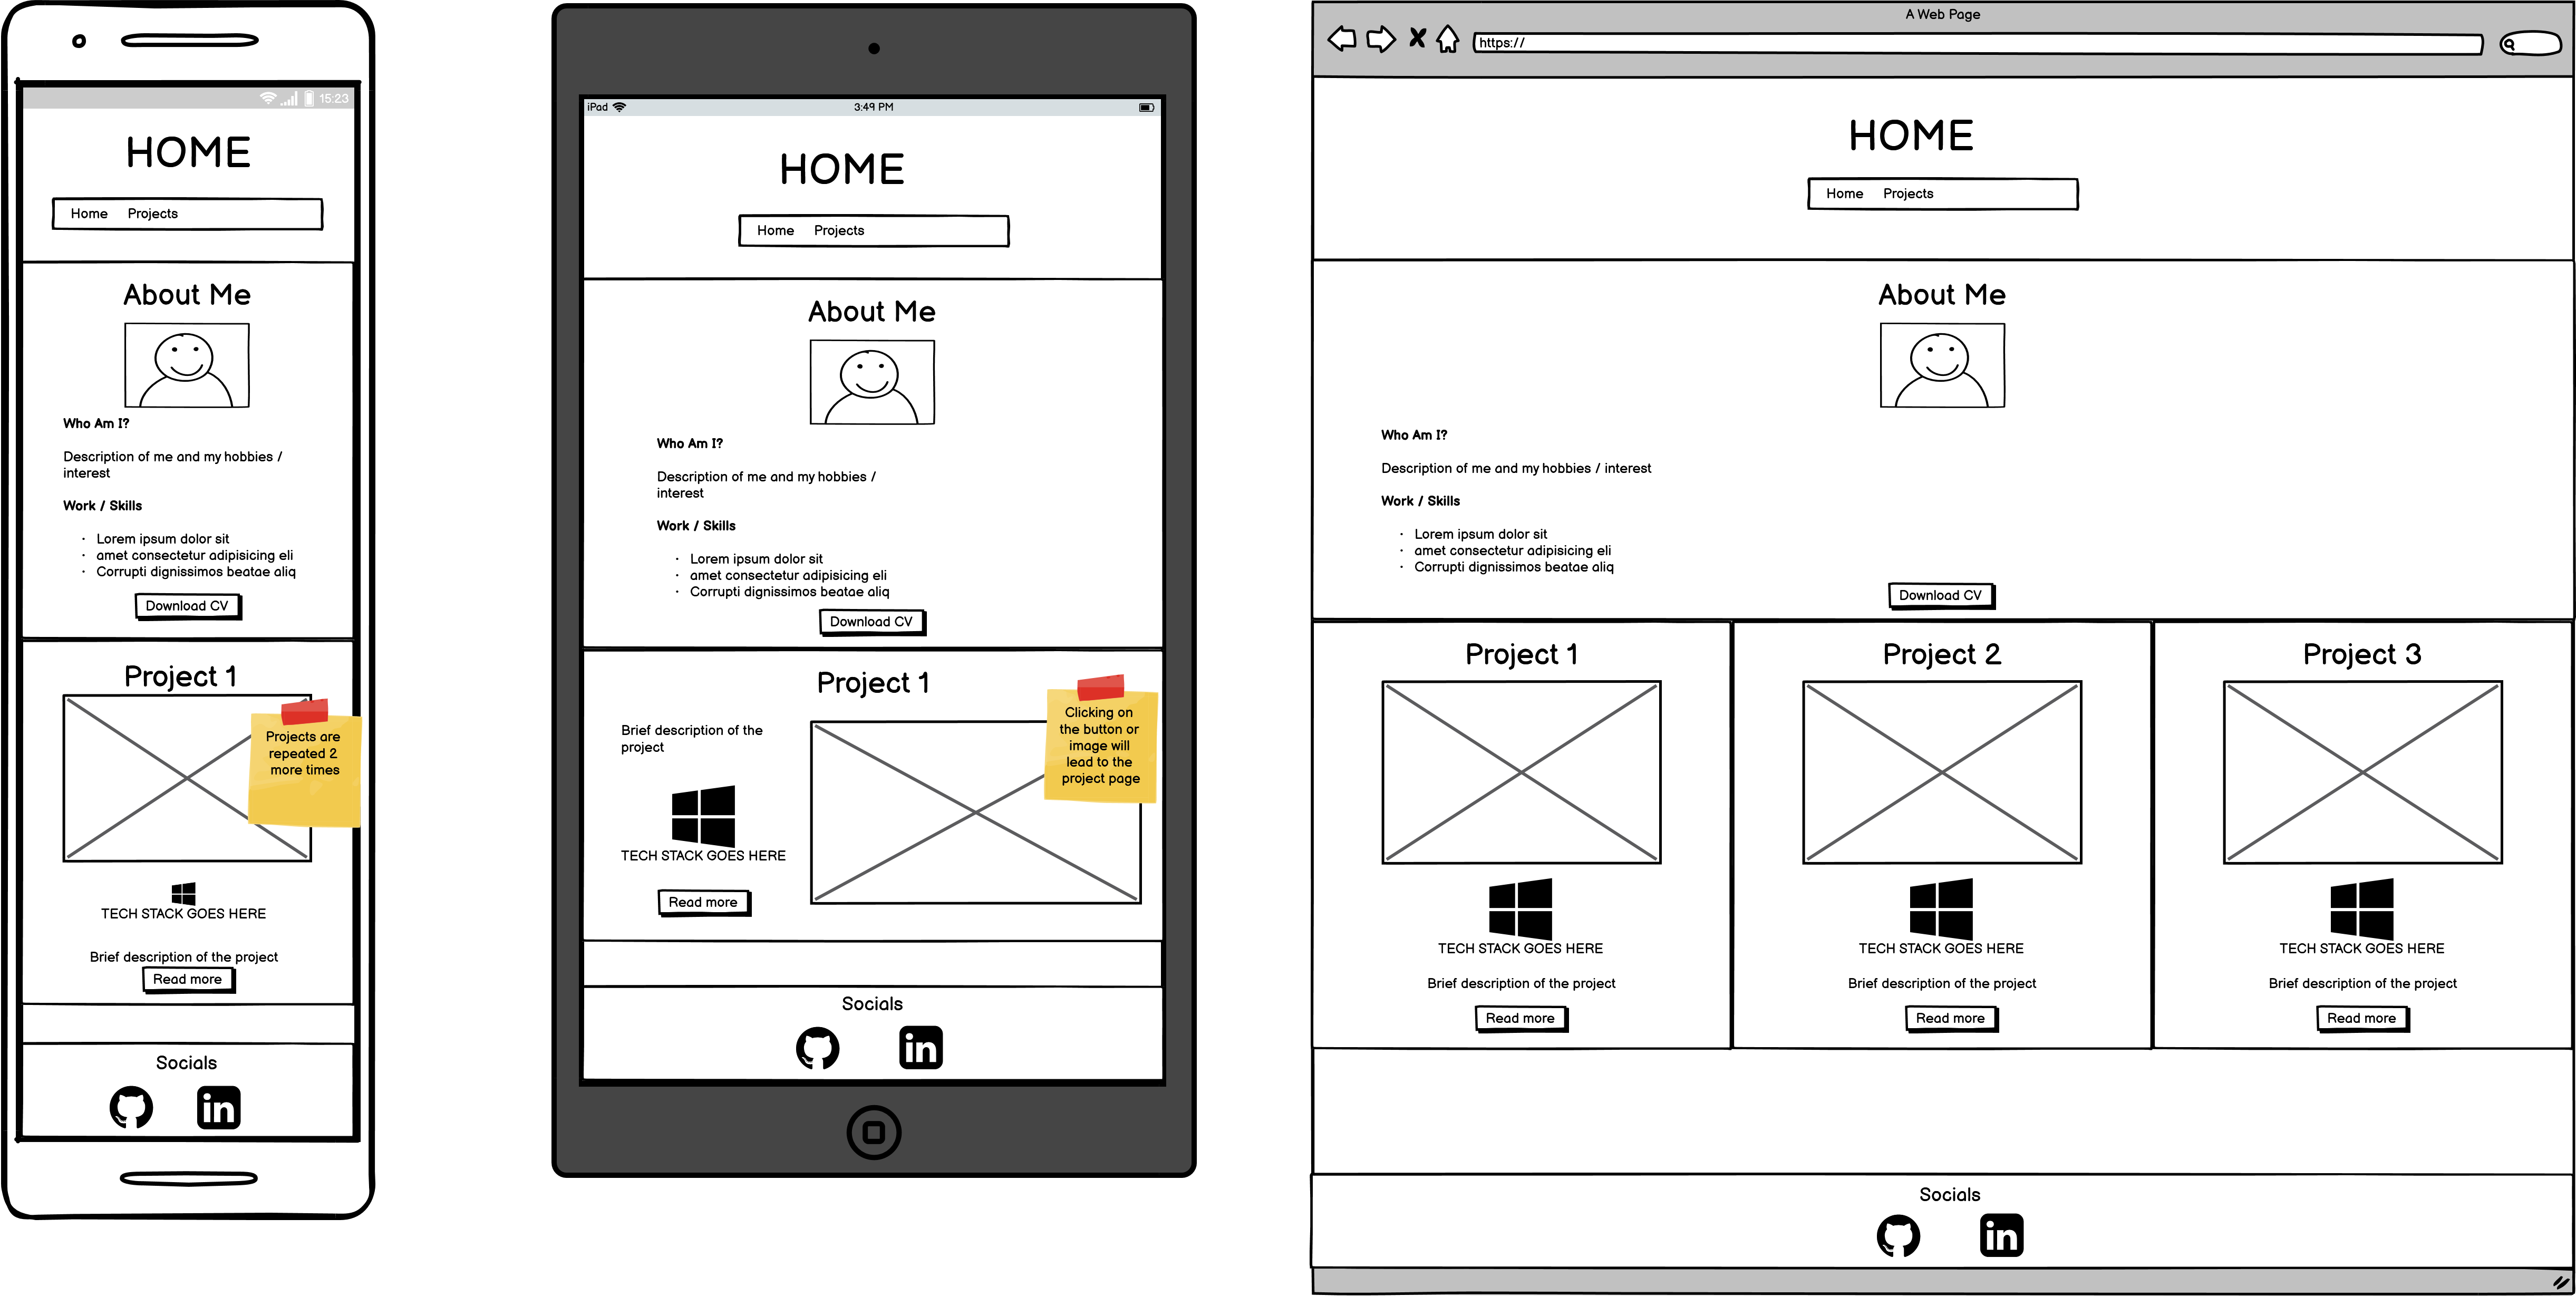 15:23
HOME
Home Projects
About Me
Who Am I?
Description of me and my hobbies /
interest
Work / Skills
· Lorem ipsum dolor sit
· amet consectetur adipisicing eli
· Corrupti dignissimos beatae aliq
Download CV
Project 1
Projects are
repeated 2
more times
TECH STACK GOES HERE
Brief description of the project
Read more
Socials
in
iPad
3:49 PM
HOME
Home Projects
About Me
Who Am I?
Description of me and my hobbies /
interest
Work / Skills
· Lorem ipsum dolor sit
· amet consectetur adipisicing eli
· Corrupti dignissimos beatae aliq
Download CV
Project 1
Clicking on
the button or
image will
lead to the
project page
Brief description of the
project
TECH STACK GOES HERE
Read more
Socials
in
A Web Page
https://
HOME
Home Projects
About Me
Who Am I?
Description of me and my hobbies / interest
Work / Skills
· Lorem ipsum dolor sit
· amet consectetur adipisicing eli
· Corrupti dignissimos beatae aliq
Download CV
Project 1
TECH STACK GOES HERE
Brief description of the project
Read more
Project 2
TECH STACK GOES HERE
Brief description of the project
Read more
Project 3
TECH STACK GOES HERE
Brief description of the project
Read more
Socials
in